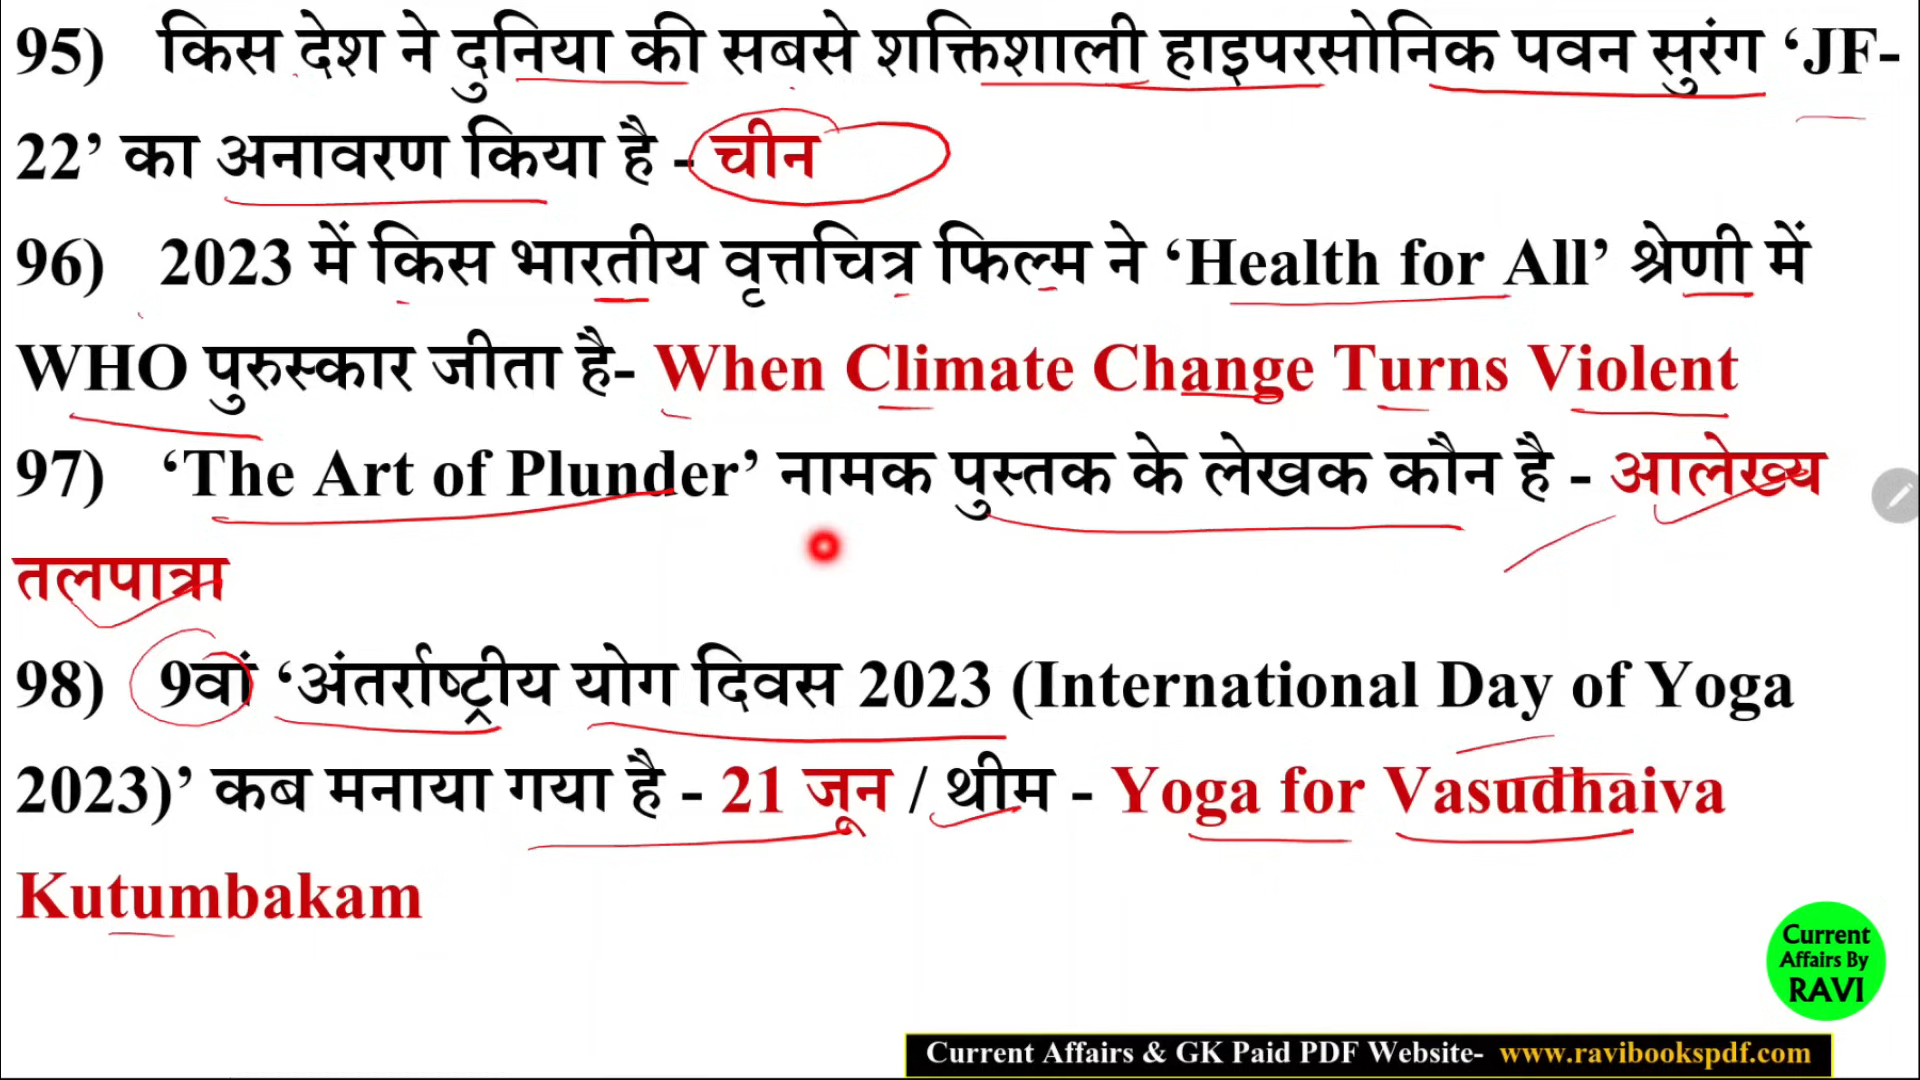 95) किस देश ने दुनिया की सबसे शक्तिशाली हाइपरसोनिक पवन सुरंग ‘JF-
22’ का अनावरण किया है - चीन
96) 2023 में किस भारतीय वृत्तचित्र फिल्म ने ‘Health for All’ श्रेणी में
WHO पुरुस्कार जीता है- When Climate Change Turns Violent
97) ‘The Art of Plunder’ नामक पुस्तक के लेखक कौन है - आलेख्य
तलपात्रा
98) 9वां ‘अंतर्राष्ट्रीय योग दिवस 2023 (International Day of Yoga
2023)’ कब मनाया गया है - 21 जून / थीम - Yoga for Vasudhaiva
Kutumbakam
Current
Affairs By
RAVI
Current Affairs & GK Paid PDF Website- www.ravibookspdf.com